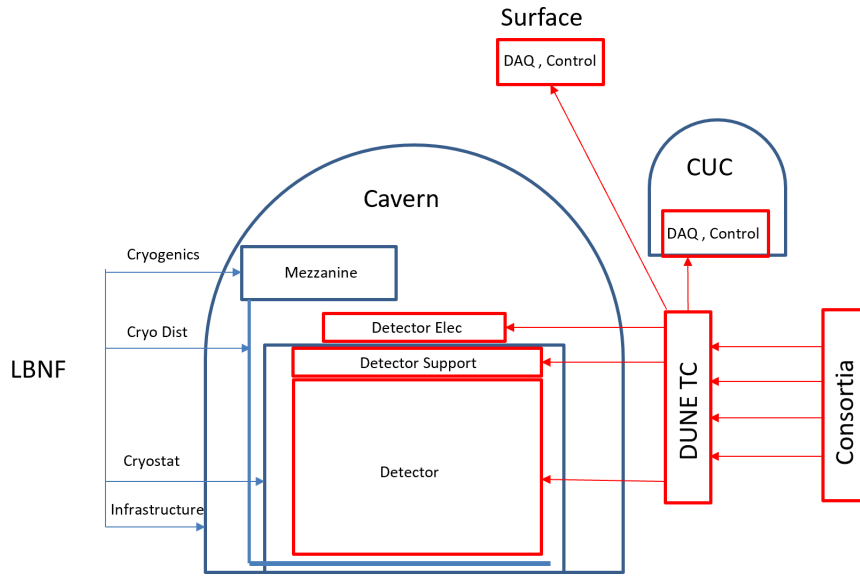 Surface
DAQ , Control
CUC
DAQ , Control
Cavern
Cryogenics
Mezzanine
Cryo Dist
Detector Elec
Detector Support
LBNF
Cryostat
Detector
Infrastructure
DUNE TC
Consortia